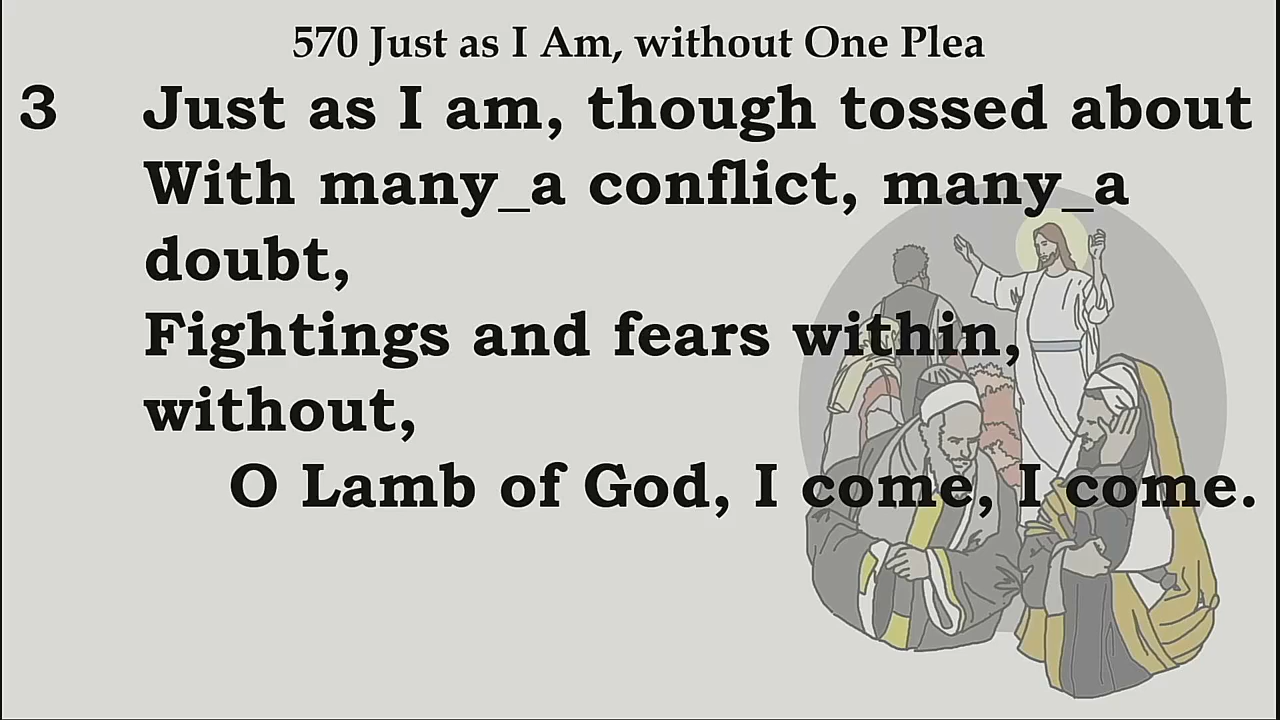 570 Just as I Am, without One Plea
3 Just as I am, though tossed about
With many_a conflict, many_a
doubt,
Fightings and fears within,
without,
O Lamb of God, I come, I come.